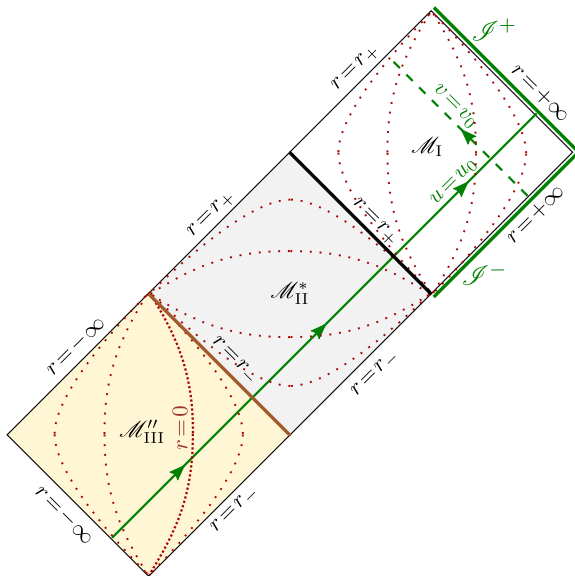 ℐ⁺
r = r₊
r = +∞
v = v₀
ℳ_I
u = u₀
r = r₊
r = r₊
r = +∞
ℐ⁻
ℳ*_II
r = r₋
r = r₋
r = −∞
r = 0
ℳ″_III
r = −∞
r = r₋